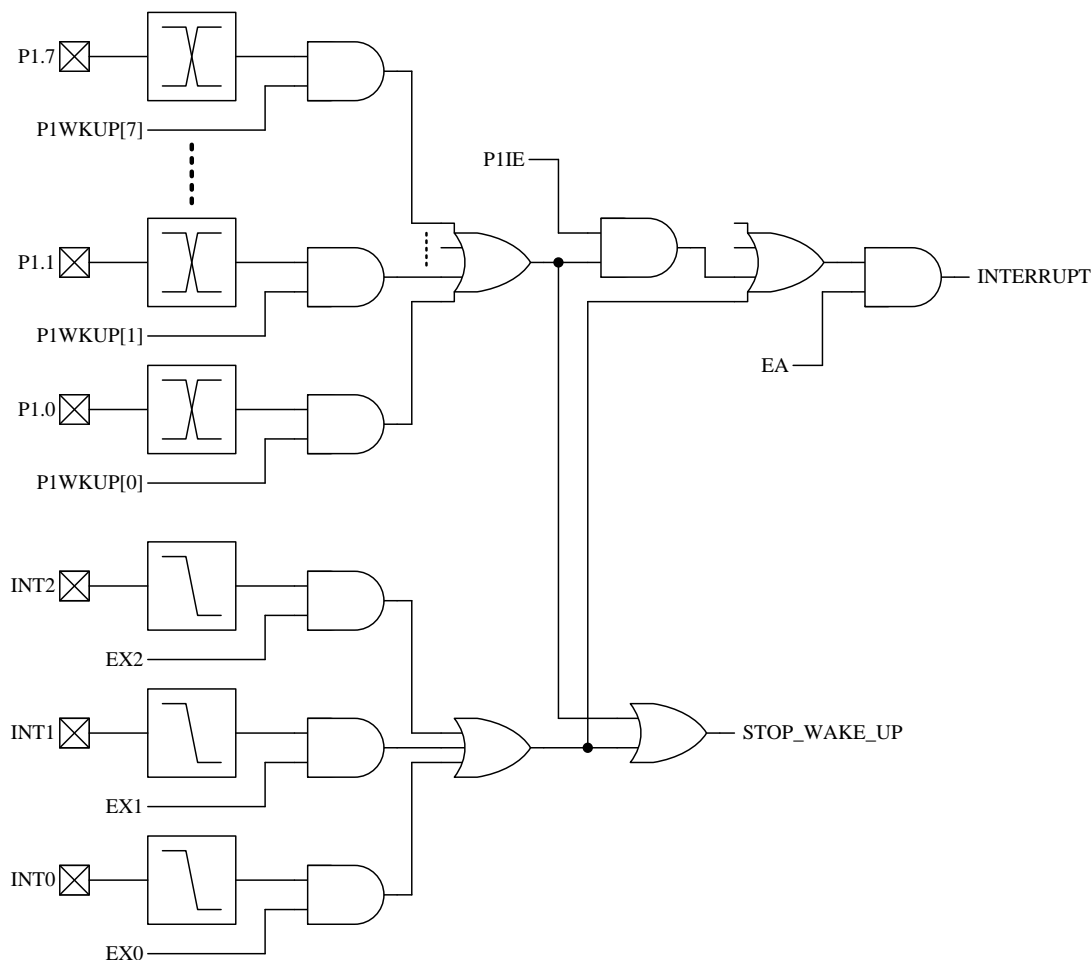 P1.7
P1WKUP[7]
P1IE
P1.1
INTERRUPT
P1WKUP[1]
EA
P1.0
P1WKUP[0]
INT2
EX2
INT1
STOP_WAKE_UP
EX1
INT0
EX0